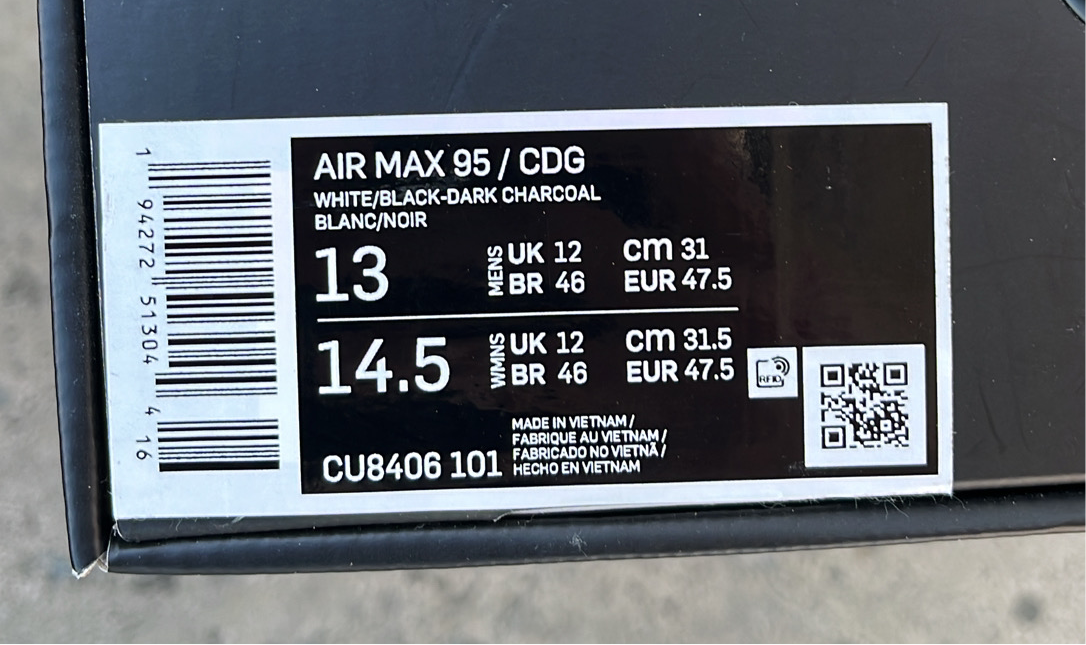 1 94272 51304 4 16
AIR MAX 95 / CDG
WHITE/BLACK-DARK CHARCOAL
BLANC/NOIR
13
MENS
UK 12 cm 31
BR 46 EUR 47.5
14.5
WMNS
UK 12 cm 31.5
BR 46 EUR 47.5
RFID
CU8406 101
MADE IN VIETNAM /
FABRIQUE AU VIETNAM /
FABRICADO NO VIETNÃ /
HECHO EN VIETNAM